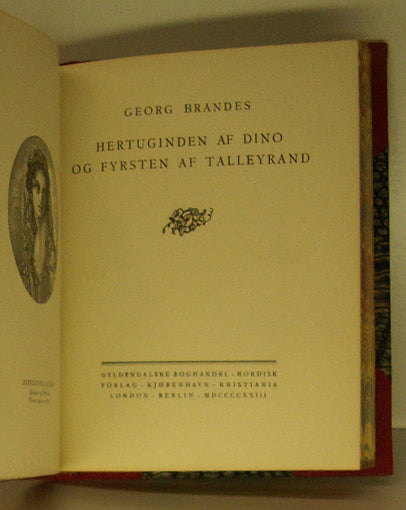 GEORG BRANDES
HERTUGINDEN AF DINO
OG FYRSTEN AF TALLEYRAND
GYLDENDALSKE BOGHANDEL · NORDISK
FORLAG · KJØBENHAVN · KRISTIANIA
LONDON · BERLIN · MDCCCCXXIII